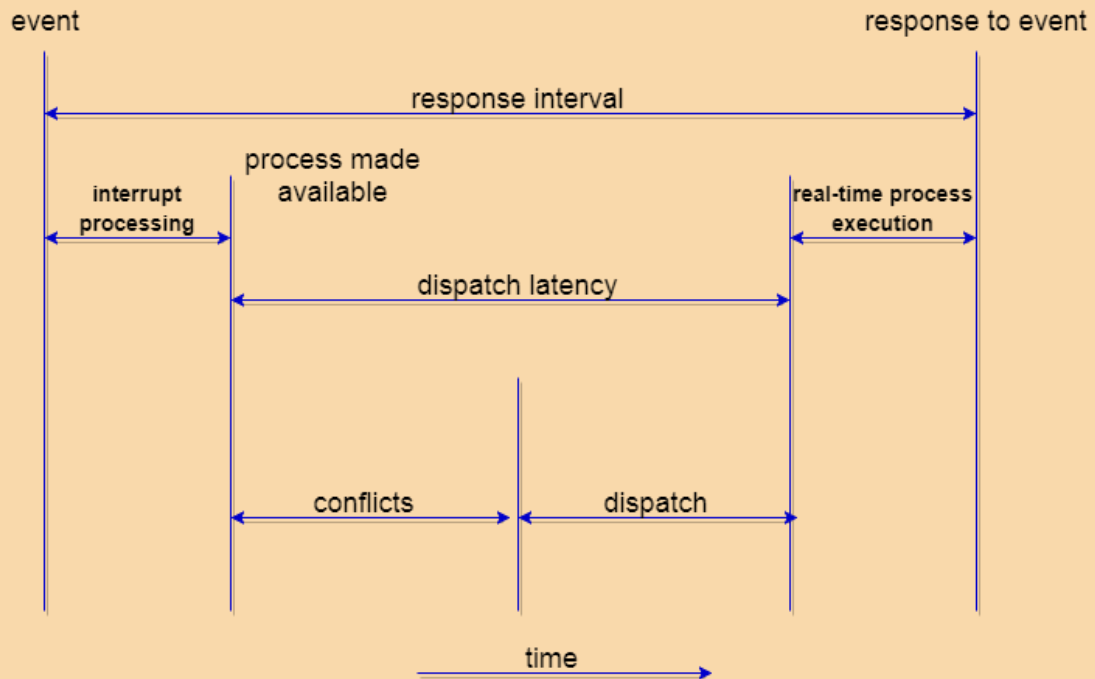 event
response to event
response interval
process made
available
interrupt
processing
real-time process
execution
dispatch latency
conflicts
dispatch
time